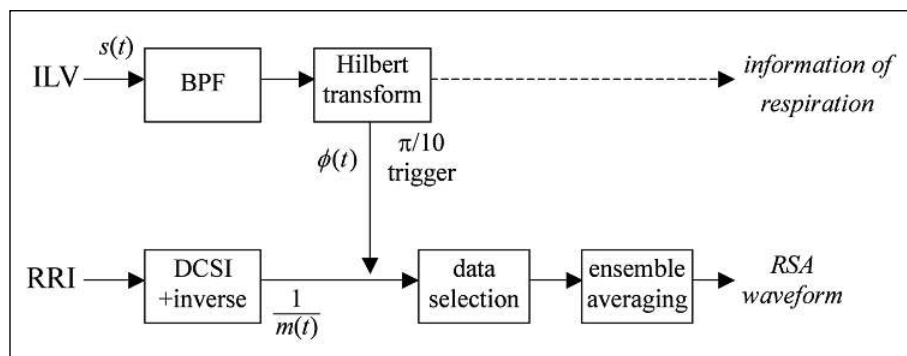 s(t)
ILV
BPF
Hilbert
transform
information of
respiration
ϕ(t)
π/10
trigger
RRI
DCSI
+inverse
1
m(t)
data
selection
ensemble
averaging
RSA
waveform